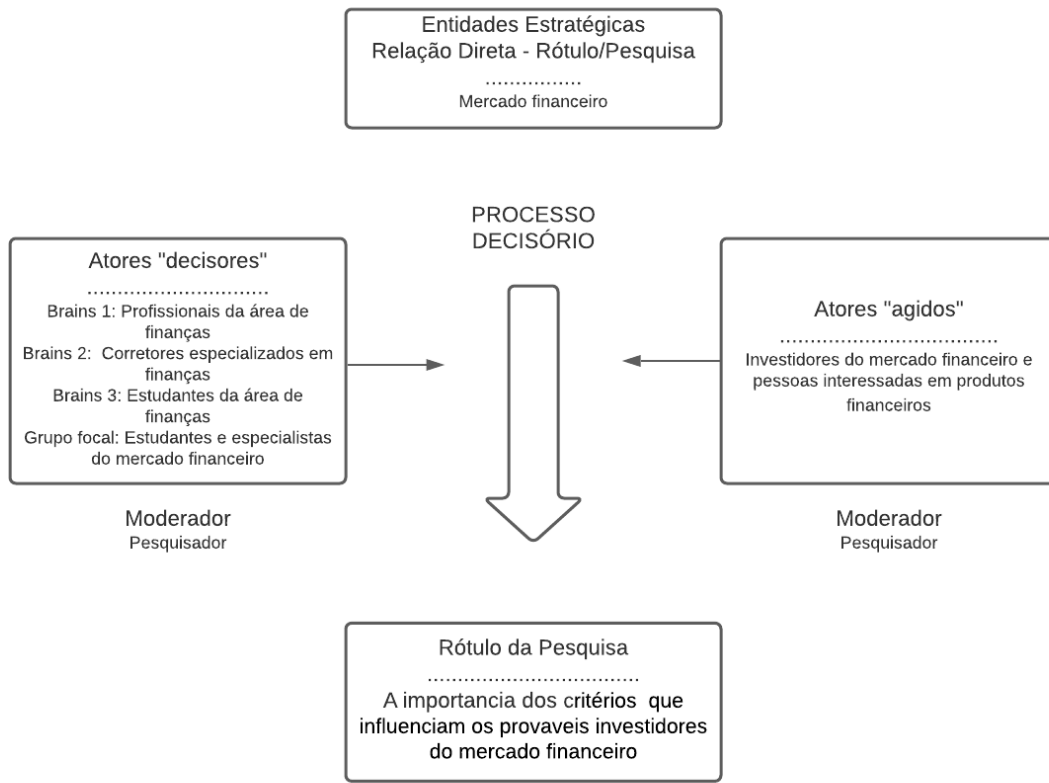 Entidades Estratégicas
Relação Direta - Rótulo/Pesquisa
................
Mercado financeiro
PROCESSO
DECISÓRIO
Atores "decisores"
..............................
Brains 1: Profissionais da área de
finanças
Brains 2:  Corretores especializados em
finanças
Brains 3: Estudantes da área de
finanças
Grupo focal: Estudantes e especialistas
do mercado financeiro
Moderador
Pesquisador
Atores "agidos"
....................................
Investidores do mercado financeiro e
pessoas interessadas em produtos
financeiros
Moderador
Pesquisador
Rótulo da Pesquisa
...................................
A importancia dos critérios  que
influenciam os provaveis investidores
do mercado financeiro